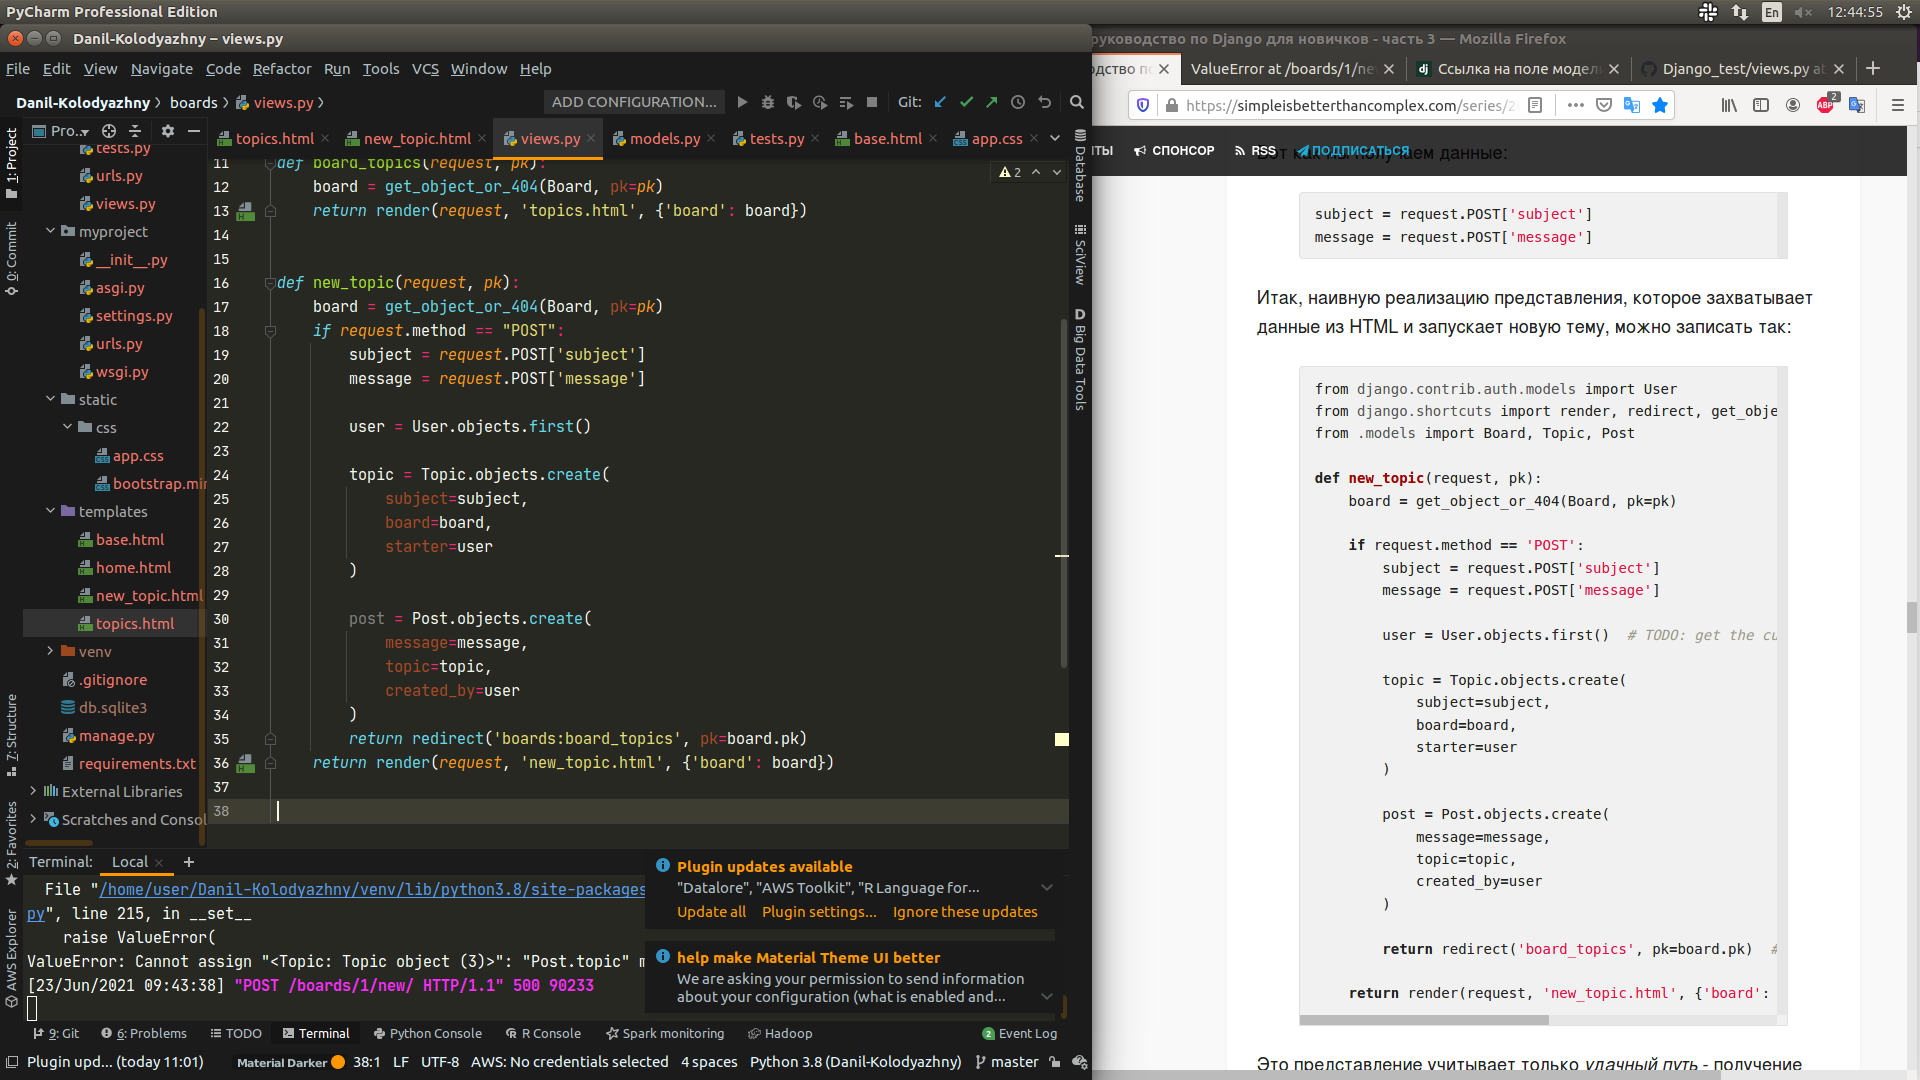 PyCharm Professional Edition
En
12:44:55
Danil-Kolodyazhny – views.py
File Edit View Navigate Code Refactor Run Tools VCS Window Help
Danil-Kolodyazhny boards views.py
ADD CONFIGURATION...
Git:
1: Project
0: Commit
7: Structure
2: Favorites
AWS Explorer
Pro..
tests.py
urls.py
views.py
myproject
__init__.py
asgi.py
settings.py
urls.py
wsgi.py
static
css
app.css
bootstrap.mi
templates
base.html
home.html
new_topic.html
topics.html
venv
.gitignore
db.sqlite3
manage.py
requirements.txt
External Libraries
Scratches and Consol
topics.html new_topic.html views.py models.py tests.py base.html app.css
2
11 def board_topics(request, pk):
12 board = get_object_or_404(Board, pk=pk)
13 return render(request, 'topics.html', {'board': board})
14
15
16 def new_topic(request, pk):
17 board = get_object_or_404(Board, pk=pk)
18 if request.method == "POST":
19 subject = request.POST['subject']
20 message = request.POST['message']
21
22 user = User.objects.first()
23
24 topic = Topic.objects.create(
25 subject=subject,
26 board=board,
27 starter=user
28 )
29
30 post = Post.objects.create(
31 message=message,
32 topic=topic,
33 created_by=user
34 )
35 return redirect('boards:board_topics', pk=board.pk)
36 return render(request, 'new_topic.html', {'board': board})
37
38
Database
SciView
D Big Data Tools
Terminal: Local +
File "/home/user/Danil-Kolodyazhny/venv/lib/python3.8/site-packages
py", line 215, in __set__
raise ValueError(
ValueError: Cannot assign "<Topic: Topic object (3)>": "Post.topic" m
[23/Jun/2021 09:43:38] "POST /boards/1/new/ HTTP/1.1" 500 90233
Plugin updates available
"Datalore", "AWS Toolkit", "R Language for...
Update all Plugin settings... Ignore these updates
help make Material Theme UI better
We are asking your permission to send information
about your configuration (what is enabled and...
9: Git 6: Problems TODO Terminal Python Console R Console Spark monitoring Hadoop 2 Event Log
Plugin upd... (today 11:01) Material Darker 38:1 LF UTF-8 AWS: No credentials selected 4 spaces Python 3.8 (Danil-Kolodyazhny) master
руководство по Django для новичков - часть 3 — Mozilla Firefox
дство по ValueError at /boards/1/ne Ссылка на поле модел Django_test/views.py at
https://simpleisbetterthancomplex.com/series/2
ABP 2
ТЫ СПОНСОР RSS ПОДПИСАТЬСЯ
Вот как мы получаем данные:
subject = request.POST['subject']
message = request.POST['message']
Итак, наивную реализацию представления, которое захватывает
данные из HTML и запускает новую тему, можно записать так:
from django.contrib.auth.models import User
from django.shortcuts import render, redirect, get_obje
from .models import Board, Topic, Post
def new_topic(request, pk):
board = get_object_or_404(Board, pk=pk)
if request.method == 'POST':
subject = request.POST['subject']
message = request.POST['message']
user = User.objects.first() # TODO: get the cu
topic = Topic.objects.create(
subject=subject,
board=board,
starter=user
)
post = Post.objects.create(
message=message,
topic=topic,
created_by=user
)
return redirect('board_topics', pk=board.pk) #
return render(request, 'new_topic.html', {'board':
Это представление учитывает только удачный путь - получение